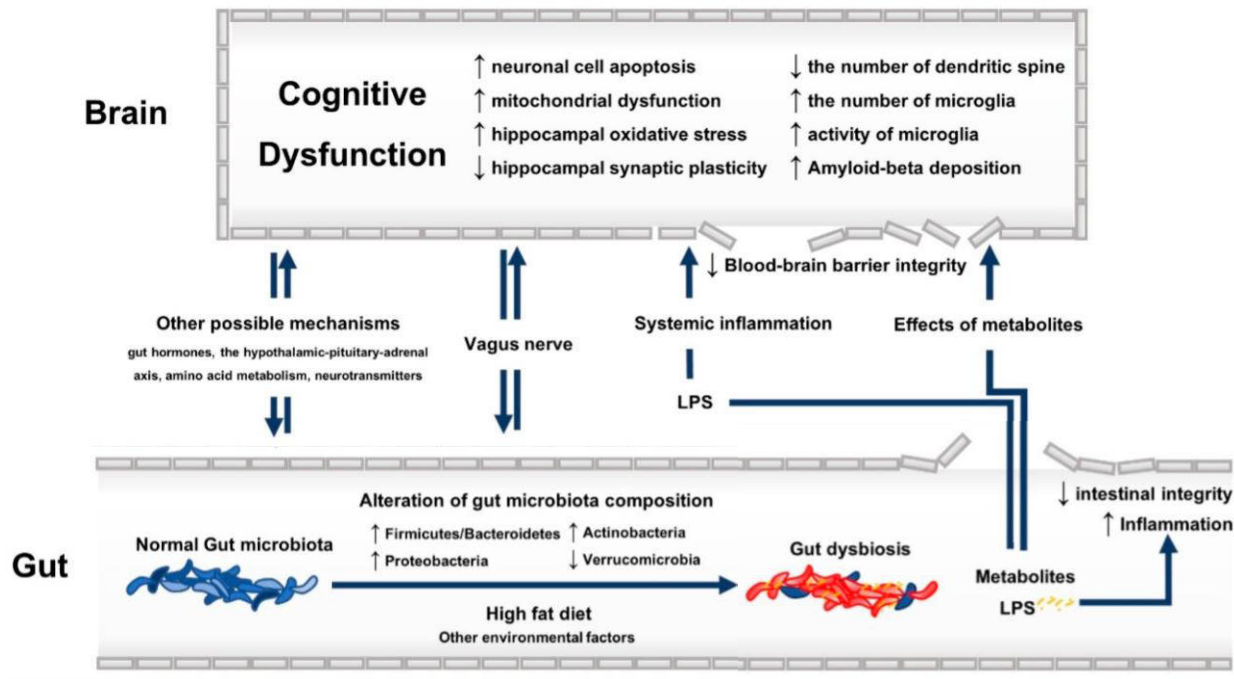 Brain
Cognitive
Dysfunction
↑ neuronal cell apoptosis
↑ mitochondrial dysfunction
↑ hippocampal oxidative stress
↓ hippocampal synaptic plasticity
↓ the number of dendritic spine
↑ the number of microglia
↑ activity of microglia
↑ Amyloid-beta deposition
↓ Blood-brain barrier integrity
Other possible mechanisms
gut hormones, the hypothalamic-pituitary-adrenal
axis, amino acid metabolism, neurotransmitters
Vagus nerve
Systemic inflammation
LPS
Effects of metabolites
Gut
Normal Gut microbiota
Alteration of gut microbiota composition
↑ Firmicutes/Bacteroidetes ↑ Actinobacteria
↑ Proteobacteria ↓ Verrucomicrobia
High fat diet
Other environmental factors
Gut dysbiosis
Metabolites
LPS
↓ intestinal integrity
↑ Inflammation